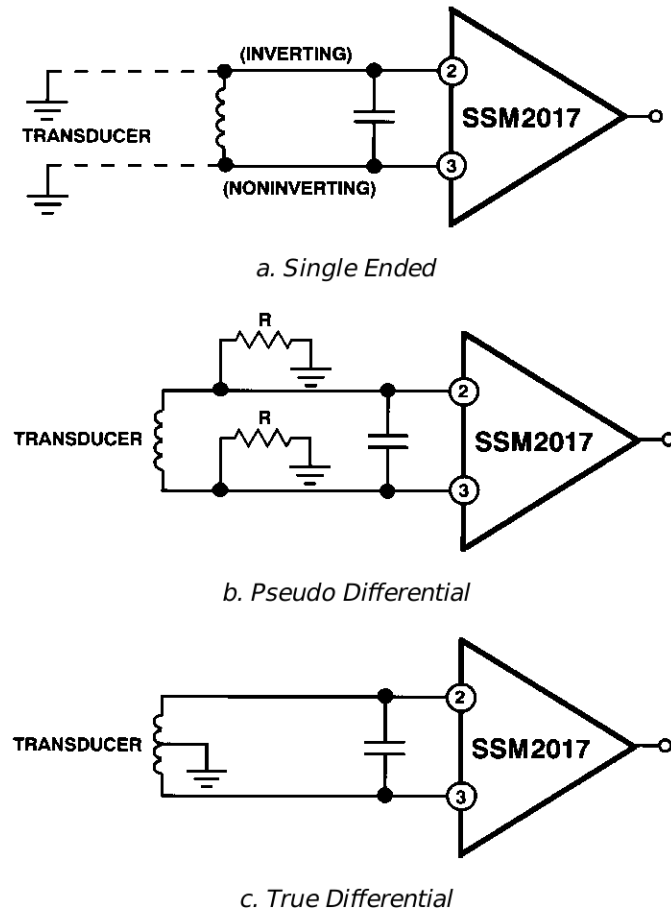 (INVERTING)
2
SSM2017
TRANSDUCER
3
(NONINVERTING)
a. Single Ended
R
2
R
TRANSDUCER
SSM2017
3
b. Pseudo Differential
2
TRANSDUCER
SSM2017
3
c. True Differential